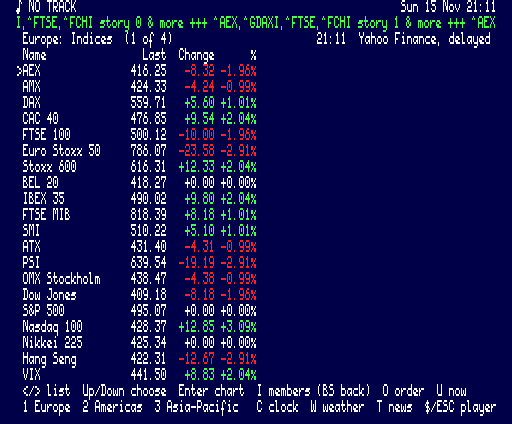 ♪ NO TRACK Sun 15 Nov 21:11
I,^FTSE,^FCHI story 0 & more +++ ^AEX,^GDAXI,^FTSE,^FCHI story 1 & more +++ ^AEX
Europe: Indices (1 of 4) 21:11 Yahoo Finance, delayed
Name Last Change %
>AEX 416.25 -8.32 -1.96%
AMX 424.33 -4.24 -0.99%
DAX 559.71 +5.60 +1.01%
CAC 40 476.85 +9.54 +2.04%
FTSE 100 500.12 -10.00 -1.96%
Euro Stoxx 50 786.07 -23.58 -2.91%
Stoxx 600 616.31 +12.33 +2.04%
BEL 20 418.27 +0.00 +0.00%
IBEX 35 490.02 +9.80 +2.04%
FTSE MIB 818.39 +8.18 +1.01%
SMI 510.22 +5.10 +1.01%
ATX 431.40 -4.31 -0.99%
PSI 639.54 -19.19 -2.91%
OMX Stockholm 438.47 -4.38 -0.99%
Dow Jones 409.18 -8.18 -1.96%
S&P 500 495.07 +0.00 +0.00%
Nasdaq 100 428.37 +12.85 +3.09%
Nikkei 225 425.34 +0.00 +0.00%
Hang Seng 422.31 -12.67 -2.91%
VIX 441.50 +8.83 +2.04%
</> list Up/Down choose Enter chart I members (BS back) O order U now
1 Europe 2 Americas 3 Asia-Pacific C clock W weather T news $/ESC player